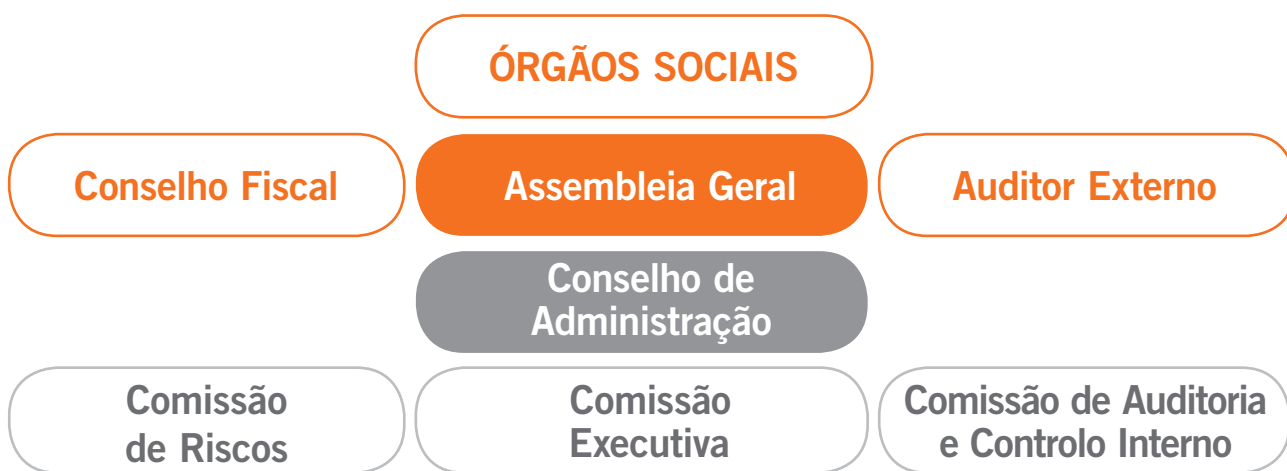 ÓRGÃOS SOCIAIS
Conselho Fiscal
Assembleia Geral
Auditor Externo
Conselho de
Administração
Comissão
de Riscos
Comissão
Executiva
Comissão de Auditoria
e Controlo Interno